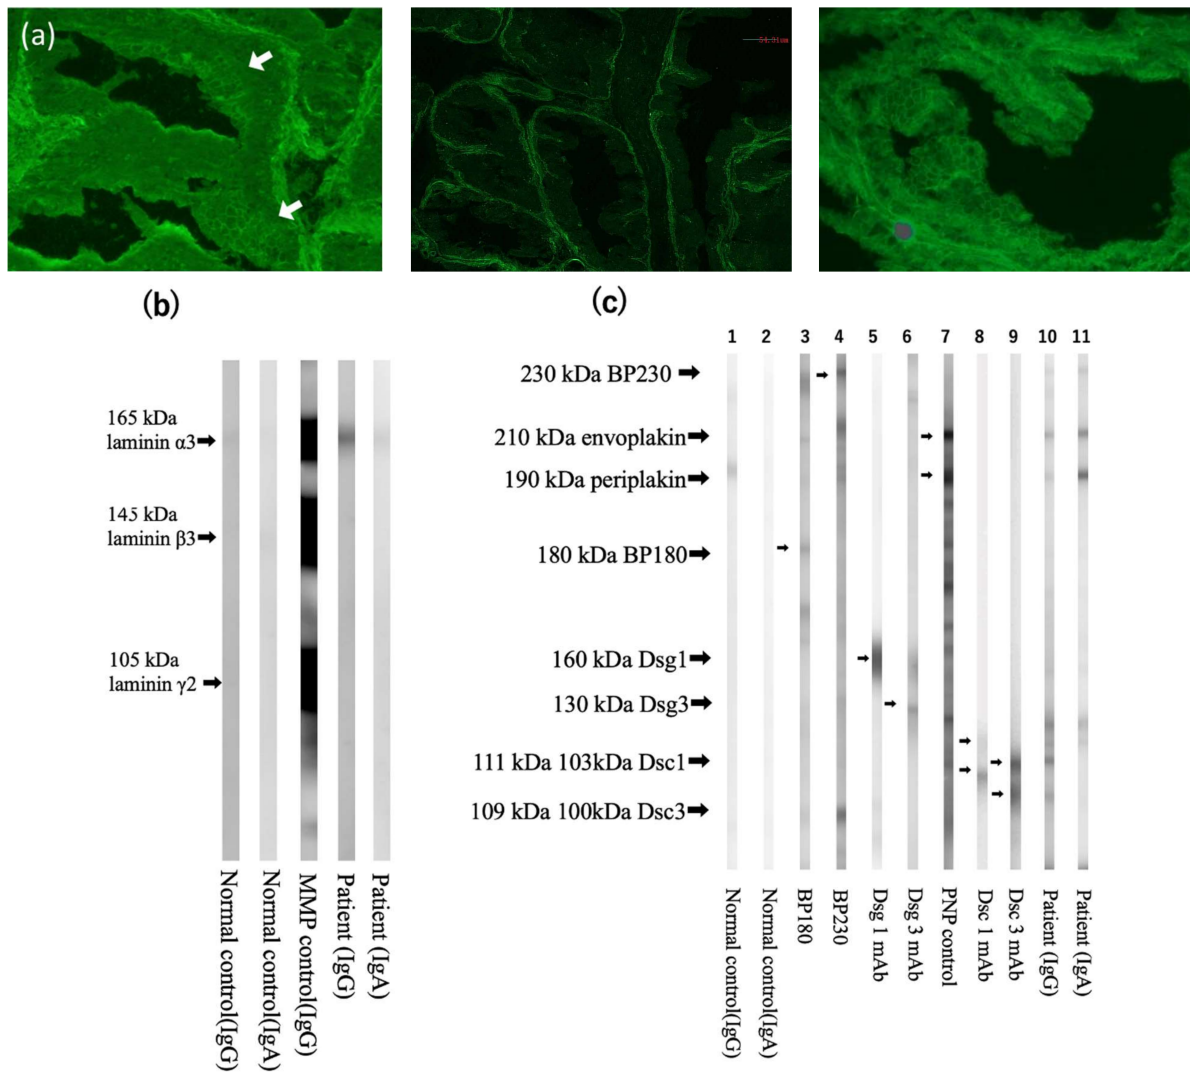 (a)
54.91um
(b)
(c)
1 2 3 4 5 6 7 8 9 10 11
165 kDa
laminin α3
145 kDa
laminin β3
105 kDa
laminin γ2
230 kDa BP230
210 kDa envoplakin
190 kDa periplakin
180 kDa BP180
160 kDa Dsg1
130 kDa Dsg3
111 kDa 103kDa Dsc1
109 kDa 100kDa Dsc3
Normal control(IgG)
Normal control(IgA)
MMP control(IgG)
Patient (IgG)
Patient (IgA)
Normal control(IgG)
Normal control(IgA)
BP180
BP230
Dsg 1 mAb
Dsg 3 mAb
PNP control
Dsc 1 mAb
Dsc 3 mAb
Patient (IgG)
Patient (IgA)